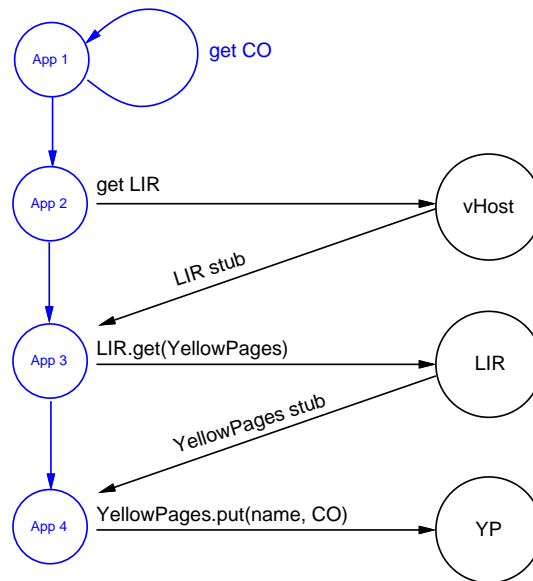 App 1
get CO
get LIR
App 2
vHost
LIR stub
LIR.get(YellowPages)
App 3
LIR
YellowPages stub
YellowPages.put(name, CO)
App 4
YP